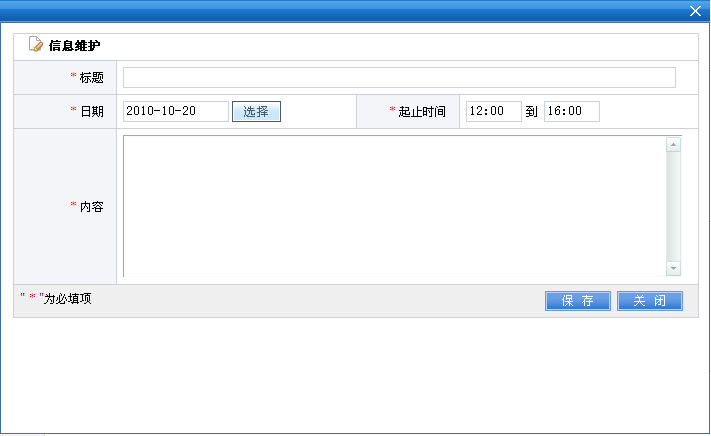 信息维护
* 标题
* 日期 2010-10-20 选择 * 起止时间 12:00 到 16:00
* 内容
" * "为必填项 保 存 关 闭